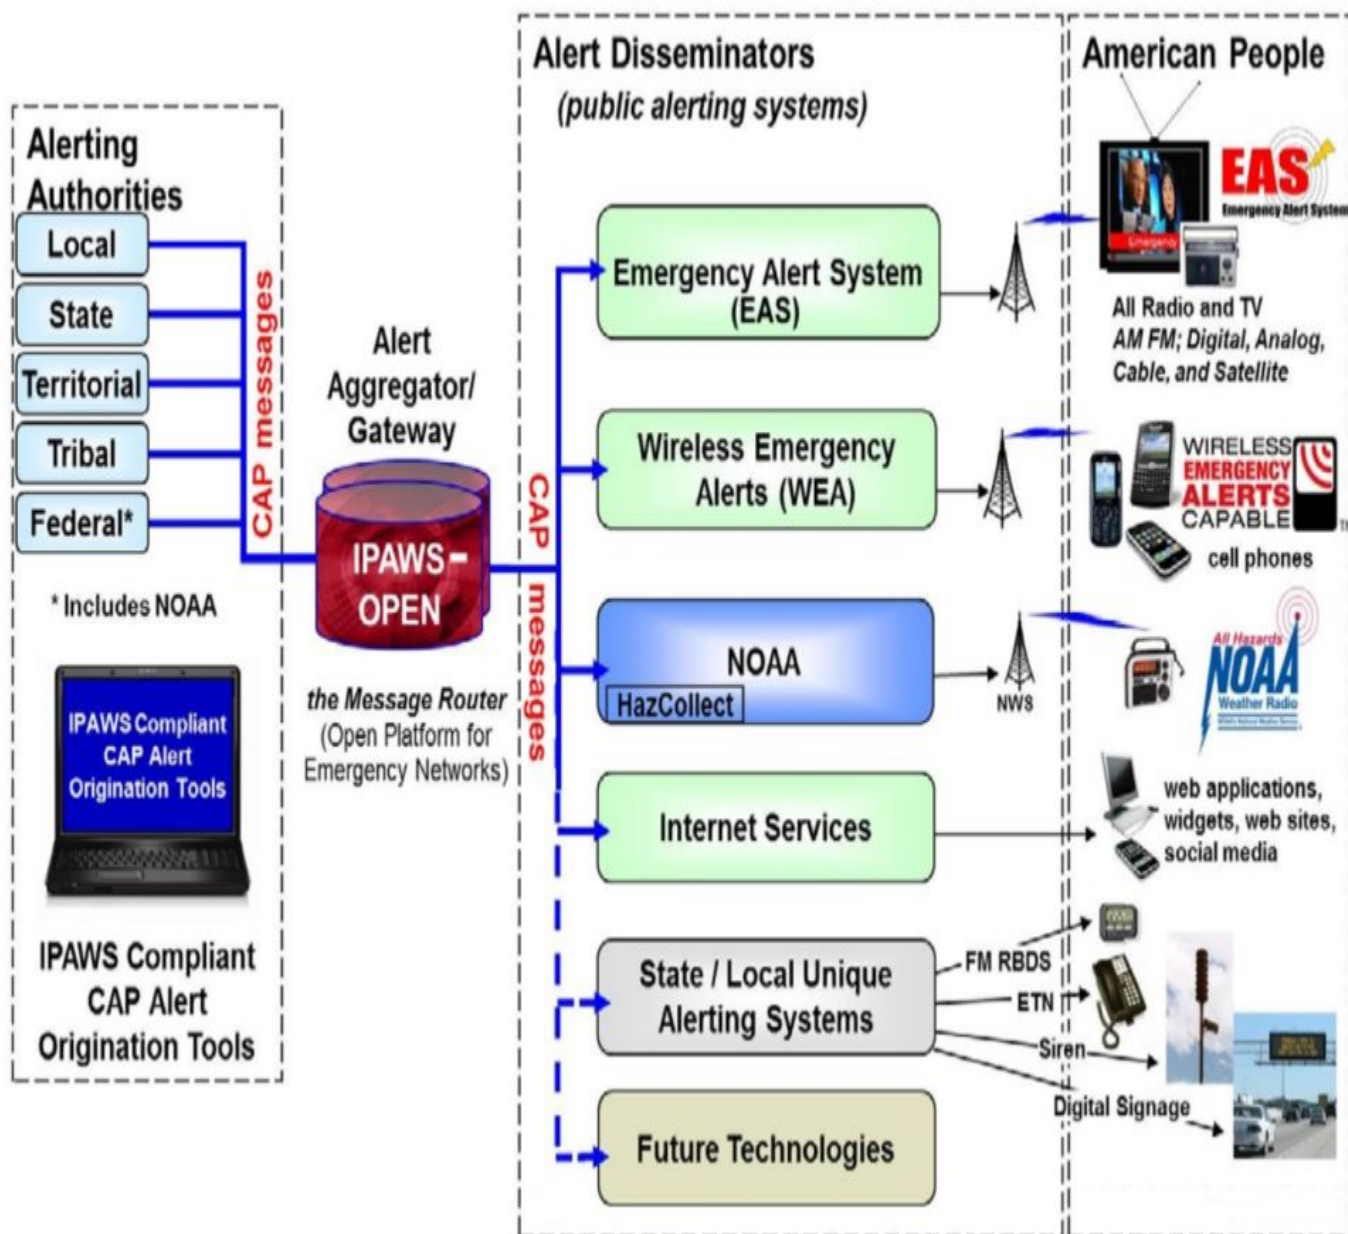 Alerting
Authorities
Local
State
Territorial
Tribal
Federal*
* Includes NOAA
IPAWS Compliant
CAP Alert
Origination Tools
IPAWS Compliant
CAP Alert
Origination Tools
CAP messages
Alert
Aggregator/
Gateway
IPAWS-
OPEN
the Message Router
(Open Platform for
Emergency Networks)
CAP messages
Alert Disseminators
(public alerting systems)
Emergency Alert System
(EAS)
Wireless Emergency
Alerts (WEA)
NOAA
HazCollect
NWS
Internet Services
State / Local Unique
Alerting Systems
FM RBDS
ETN
Siren
Digital Signage
Future Technologies
American People
Emergency
EAS
Emergency Alert System
All Radio and TV
AM FM; Digital, Analog,
Cable, and Satellite
WIRELESS
EMERGENCY
ALERTS
CAPABLE
TM
cell phones
All Hazards
NOAA
Weather Radio
web applications,
widgets, web sites,
social media